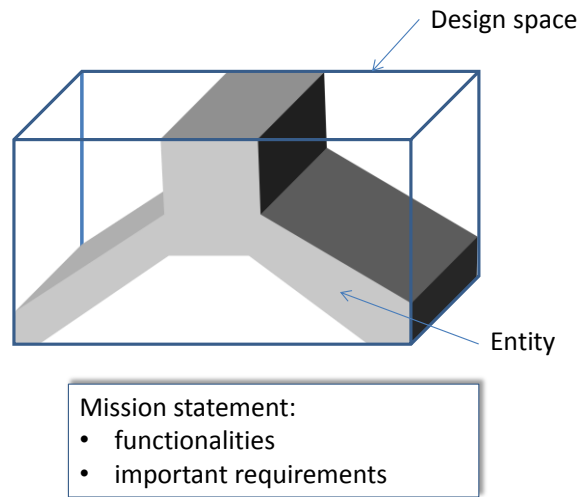 Design space
Entity
Mission statement:
• functionalities
• important requirements